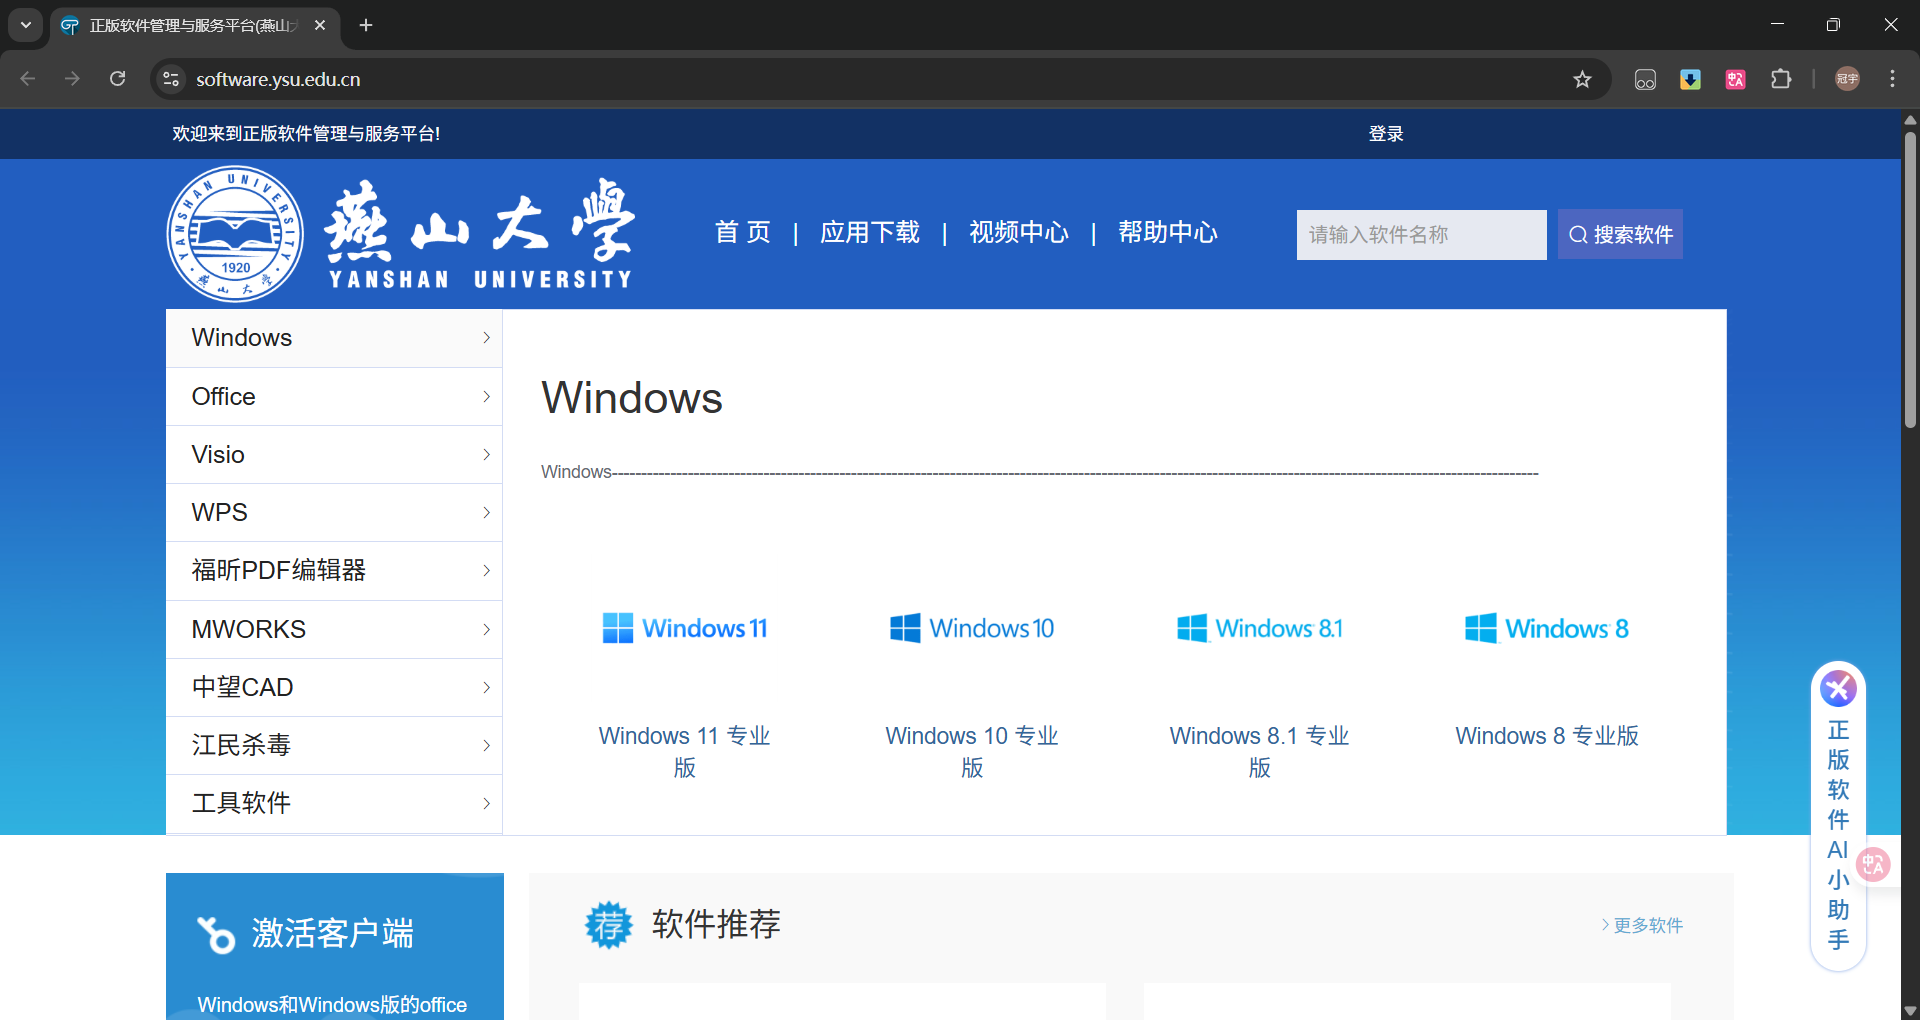 正版软件管理与服务平台(燕山大
software.ysu.edu.cn
冠宇
欢迎来到正版软件管理与服务平台!
登录
YANSHAN UNIVERSITY
1920
燕山大学
燕山大学
YANSHAN UNIVERSITY
首 页 | 应用下载 | 视频中心 | 帮助中心
请输入软件名称
搜索软件
Windows
Office
Visio
WPS
福昕PDF编辑器
MWORKS
中望CAD
江民杀毒
工具软件
Windows
Windows------------------------------------------------------------------------------------------------------------------------------------------------------------------
Windows 11
Windows 10
Windows 8.1
Windows 8
Windows 11 专业
版
Windows 10 专业
版
Windows 8.1 专业
版
Windows 8 专业版
正版软件AI小助手
激活客户端
Windows和Windows版的office
荐
软件推荐
更多软件